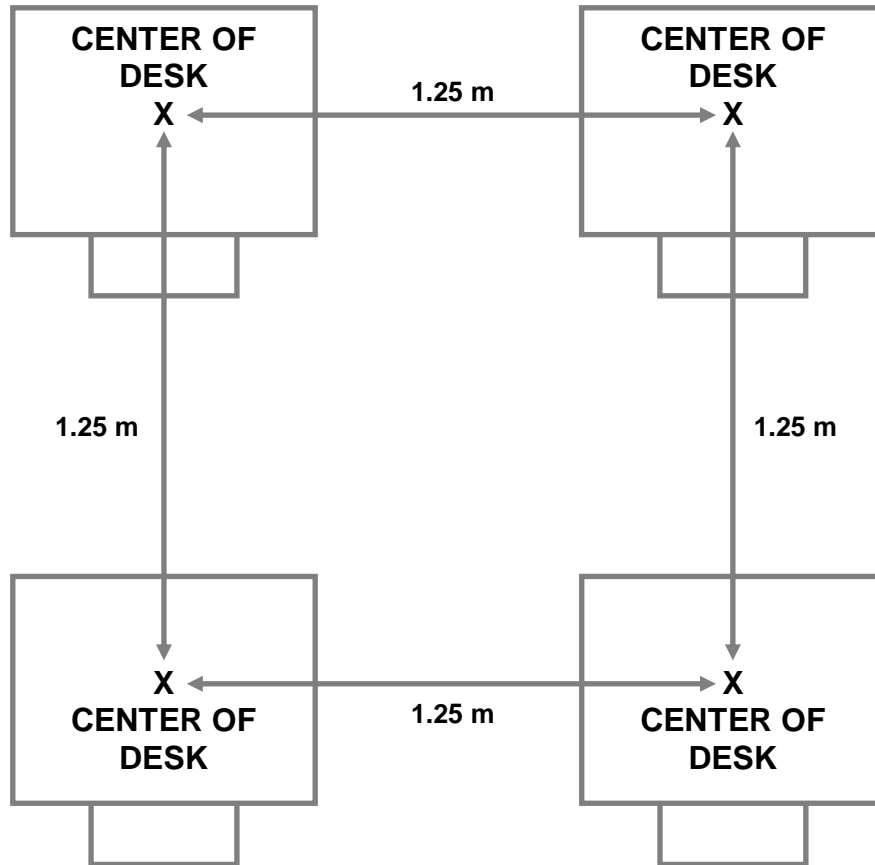 CENTER OF
DESK
X
CENTER OF
DESK
X
1.25 m
1.25 m
1.25 m
X
CENTER OF
DESK
X
CENTER OF
DESK
1.25 m